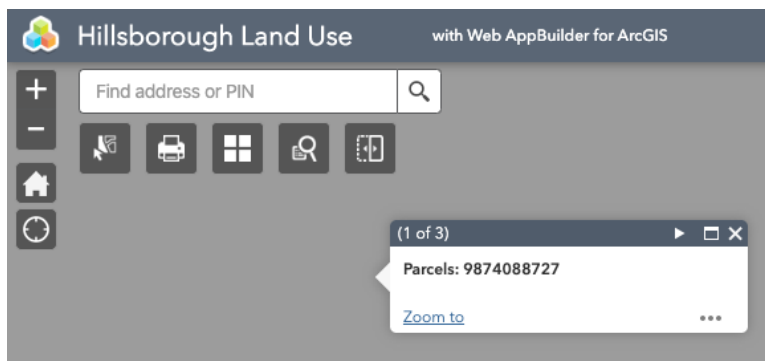 Hillsborough Land Use with Web AppBuilder for ArcGIS
Find address or PIN
(1 of 3)
Parcels: 9874088727
Zoom to